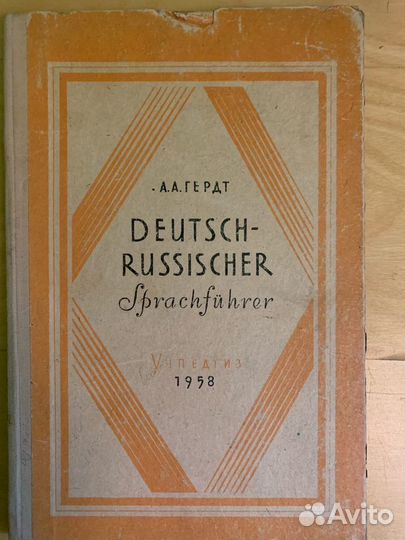 А.А.ГЕРДТ
DEUTSCH-
RUSSISCHER
Sprachführer
УЧПЕДГИЗ
1958
Avito